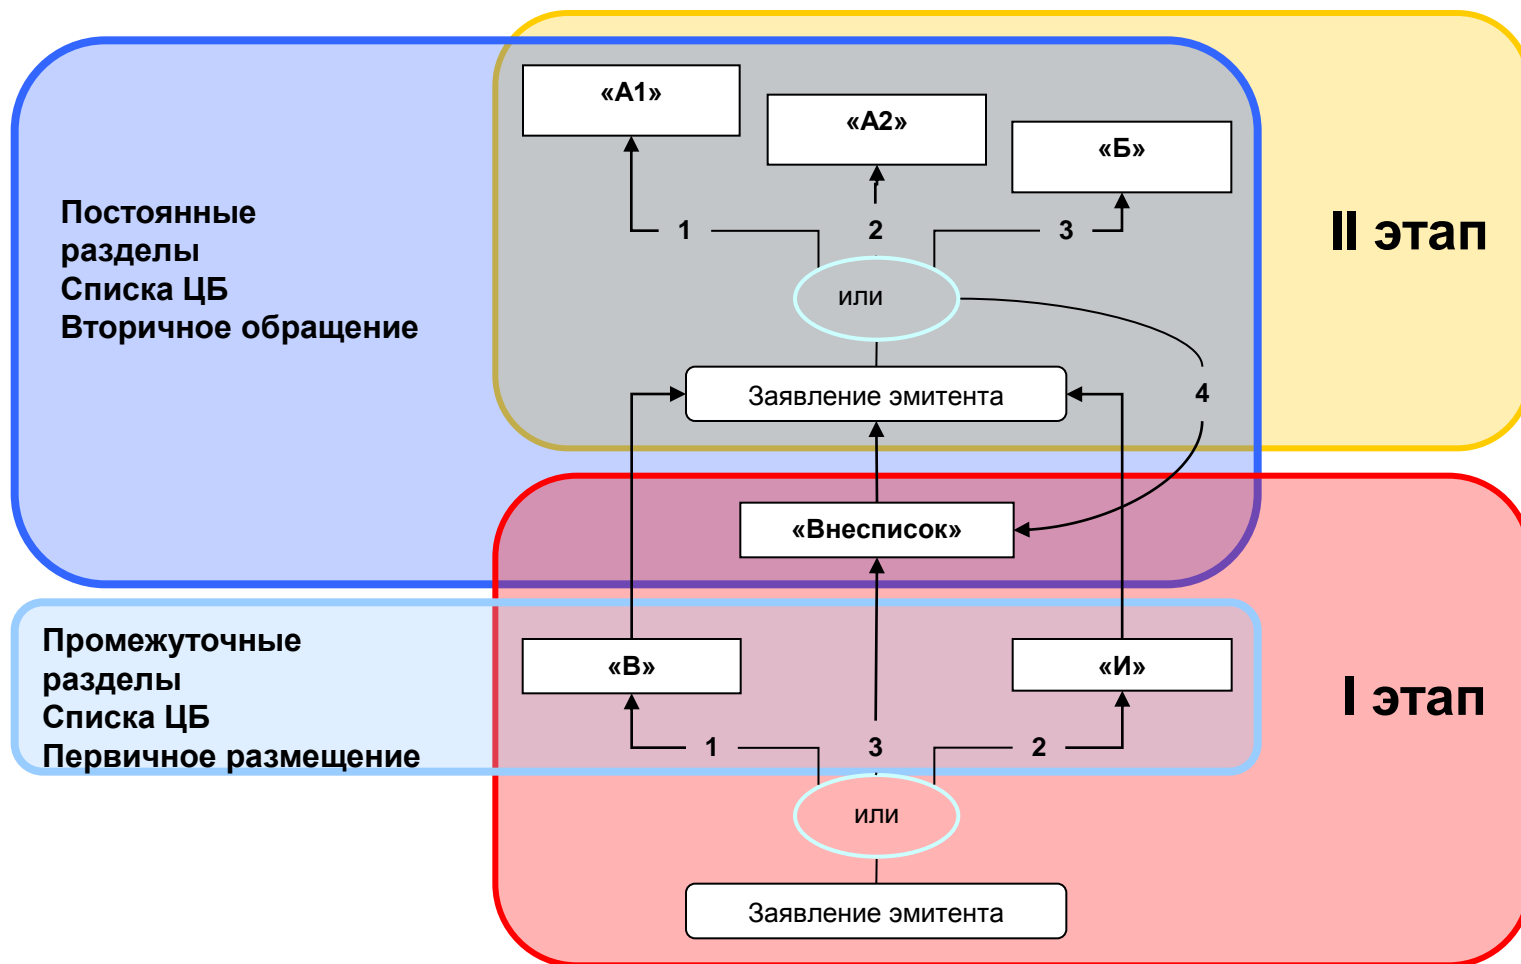 «А1»
«А2»
«Б»
Постоянные
разделы
Списка ЦБ
Вторичное обращение
1
2
3
II этап
или
Заявление эмитента
4
«Внесписок»
Промежуточные
разделы
Списка ЦБ
Первичное размещение
«В»
«И»
I этап
1
3
2
или
Заявление эмитента